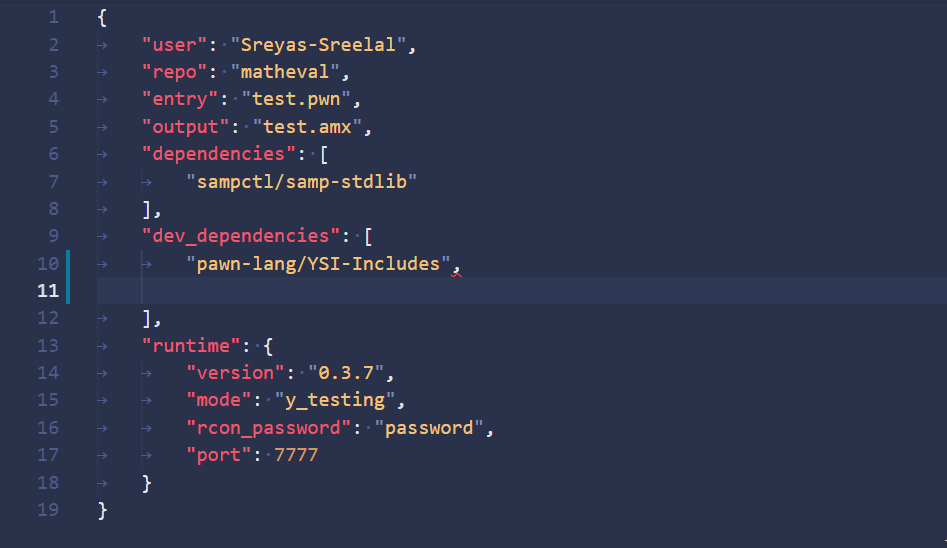 1 {
2 "user": "Sreyas-Sreelal",
3 "repo": "matheval",
4 "entry": "test.pwn",
5 "output": "test.amx",
6 "dependencies": [
7 "sampctl/samp-stdlib"
8 ],
9 "dev_dependencies": [
10 "pawn-lang/YSI-Includes",
11
12 ],
13 "runtime": {
14 "version": "0.3.7",
15 "mode": "y_testing",
16 "rcon_password": "password",
17 "port": 7777
18 }
19 }